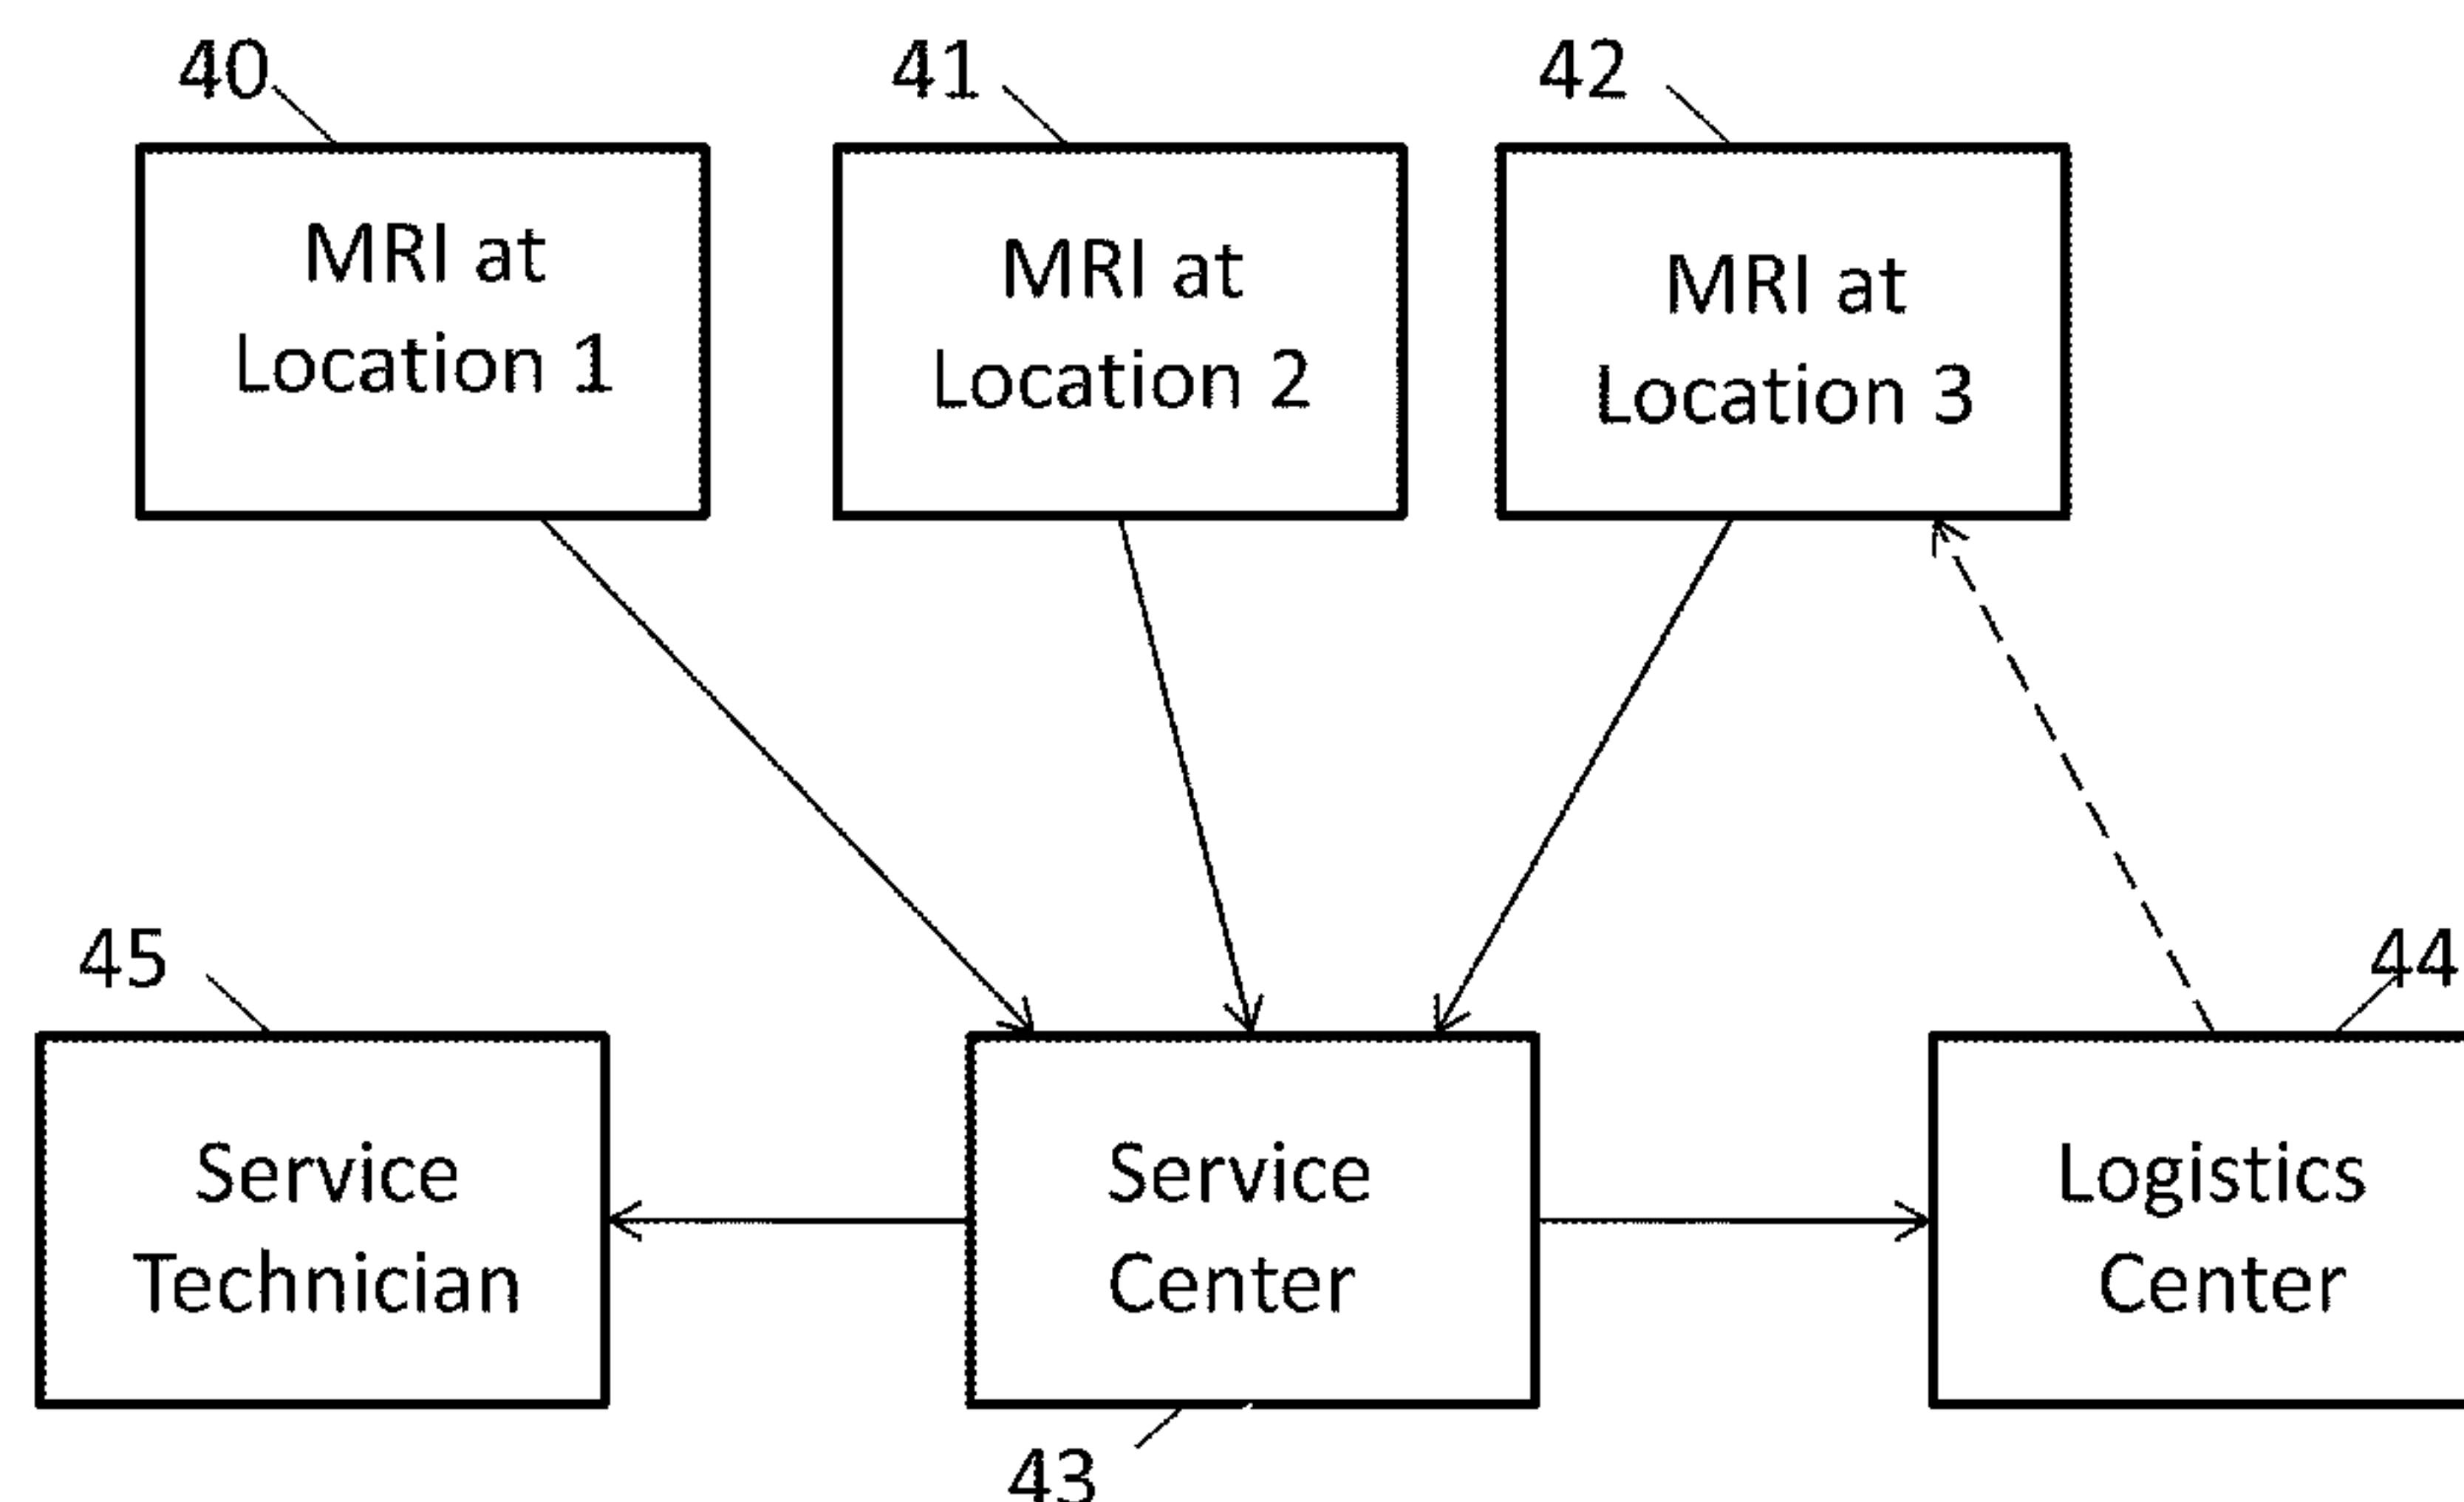 40
41
42
MRI at
Location 1
MRI at
Location 2
MRI at
Location 3
45
44
Service
Technician
Service
Center
Logistics
Center
43